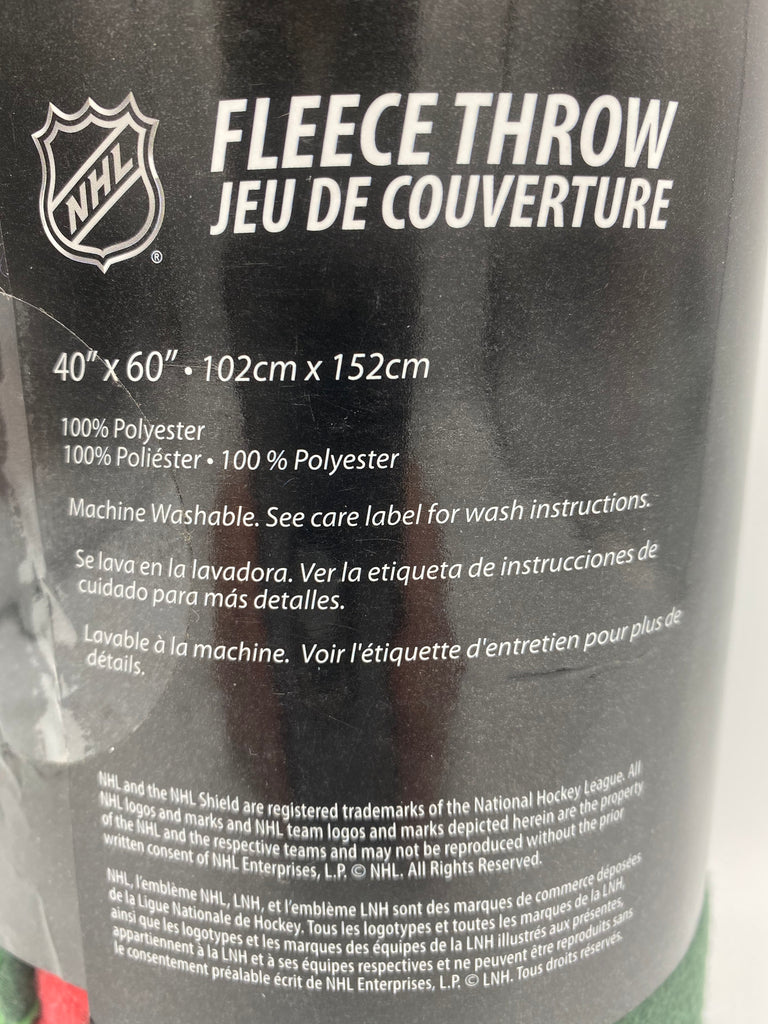 NHL
®
FLEECE THROW
JEU DE COUVERTURE
40" x 60" • 102cm x 152cm
100% Polyester
100% Poliéster • 100 % Polyester
Machine Washable. See care label for wash instructions.
Se lava en la lavadora. Ver la etiqueta de instrucciones de
cuidado para más detalles.
Lavable à la machine. Voir l'étiquette d'entretien pour plus de
détails.
NHL and the NHL Shield are registered trademarks of the National Hockey League. All
NHL logos and marks and NHL team logos and marks depicted herein are the property
of the NHL and the respective teams and may not be reproduced without the prior
written consent of NHL Enterprises, L.P. © NHL. All Rights Reserved.
NHL, l'emblème NHL, LNH, et l'emblème LNH sont des marques de commerce déposées
de la Ligue Nationale de Hockey. Tous les logotypes et toutes les marques de la LNH,
ainsi que les logotypes et les marques des équipes de la LNH illustrés aux présentes,
appartiennent à la LNH et à ses équipes respectives et ne peuvent être reproduits sans
le consentement préalable écrit de NHL Enterprises, L.P. © LNH. Tous droits réservés.